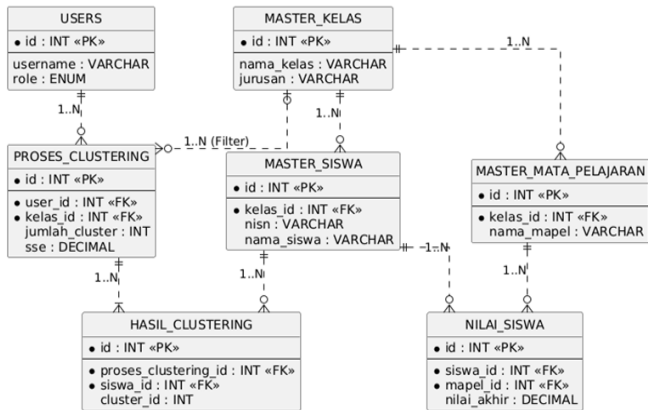 USERS
• id : INT «PK»
username : VARCHAR
role : ENUM
MASTER_KELAS
• id : INT «PK»
nama_kelas : VARCHAR
jurusan : VARCHAR
1..N
1..N
1..N
1..N (Filter)
PROSES_CLUSTERING
• id : INT «PK»
• user_id : INT «FK»
• kelas_id : INT «FK»
jumlah_cluster : INT
sse : DECIMAL
MASTER_SISWA
• id : INT «PK»
• kelas_id : INT «FK»
nisn : VARCHAR
nama_siswa : VARCHAR
MASTER_MATA_PELAJARAN
• id : INT «PK»
• kelas_id : INT «FK»
nama_mapel : VARCHAR
1..N
1..N
1..N
1..N
HASIL_CLUSTERING
• id : INT «PK»
• proses_clustering_id : INT «FK»
• siswa_id : INT «FK»
cluster_id : INT
NILAI_SISWA
• id : INT «PK»
• siswa_id : INT «FK»
• mapel_id : INT «FK»
nilai_akhir : DECIMAL